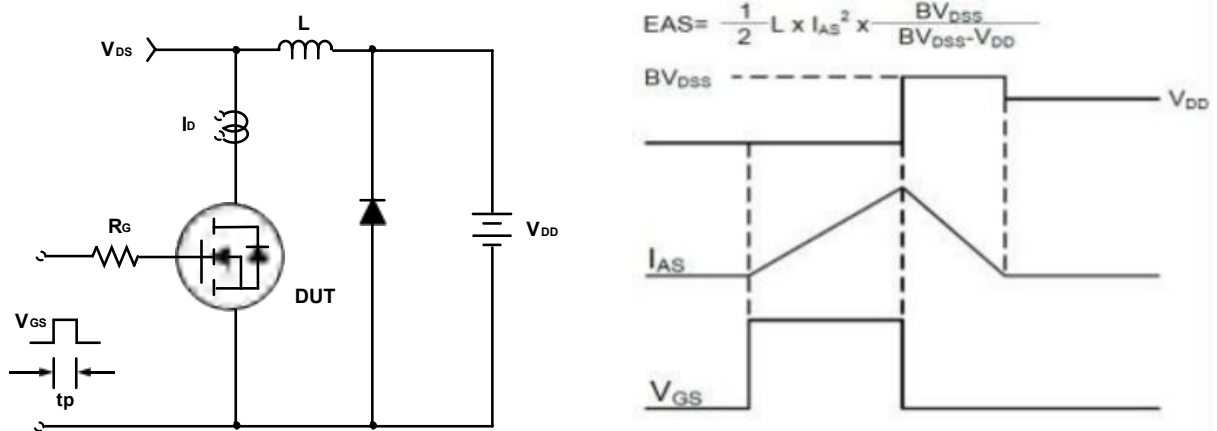 L
VDS
ID
RG
VDD
DUT
VGS
tp
EAS= 1/2 L x IAS² x BVDSS/BVDSS-VDD
BVDSS
VDD
IAS
VGS